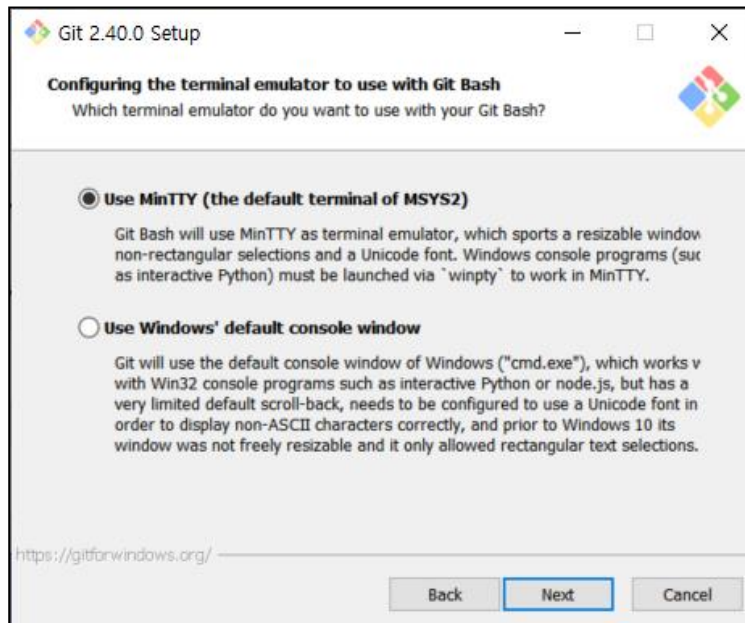 Git 2.40.0 Setup
Configuring the terminal emulator to use with Git Bash
Which terminal emulator do you want to use with your Git Bash?
Use MinTTY (the default terminal of MSYS2)
Git Bash will use MinTTY as terminal emulator, which sports a resizable window
non-rectangular selections and a Unicode font. Windows console programs (suc
as interactive Python) must be launched via `winpty` to work in MinTTY.
Use Windows' default console window
Git will use the default console window of Windows ("cmd.exe"), which works
with Win32 console programs such as interactive Python or node.js, but has a
very limited default scroll-back, needs to be configured to use a Unicode font in
order to display non-ASCII characters correctly, and prior to Windows 10 its
window was not freely resizable and it only allowed rectangular text selections.
https://gitforwindows.org/
Back Next Cancel